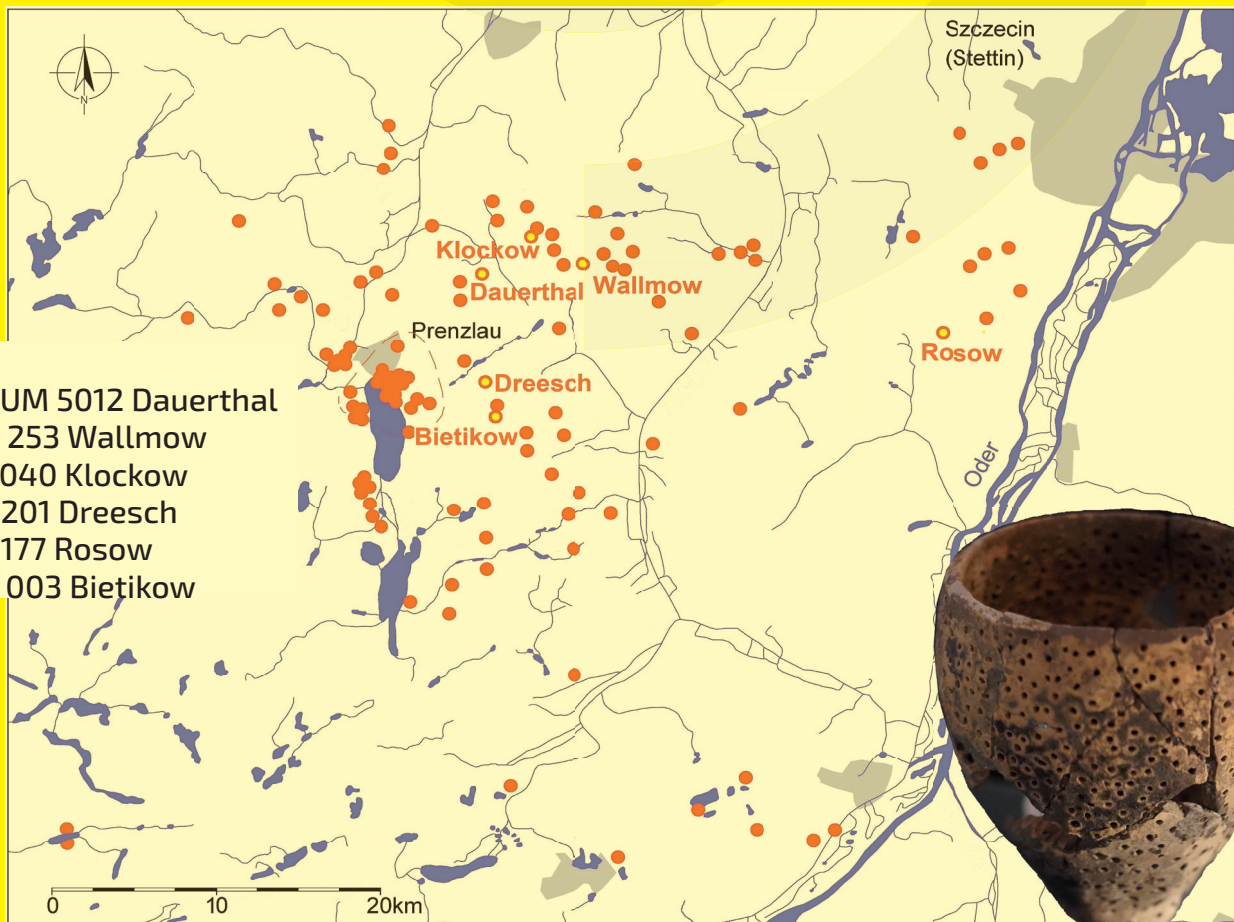 Szczecin
(Stettin)
N
Klockow
Dauerthal
Wallmow
Prenzlau
Rosow
Dreesch
Bietikow
Oder
UM 5012 Dauerthal
253 Wallmow
040 Klockow
201 Dreesch
177 Rosow
003 Bietikow
0 10 20km